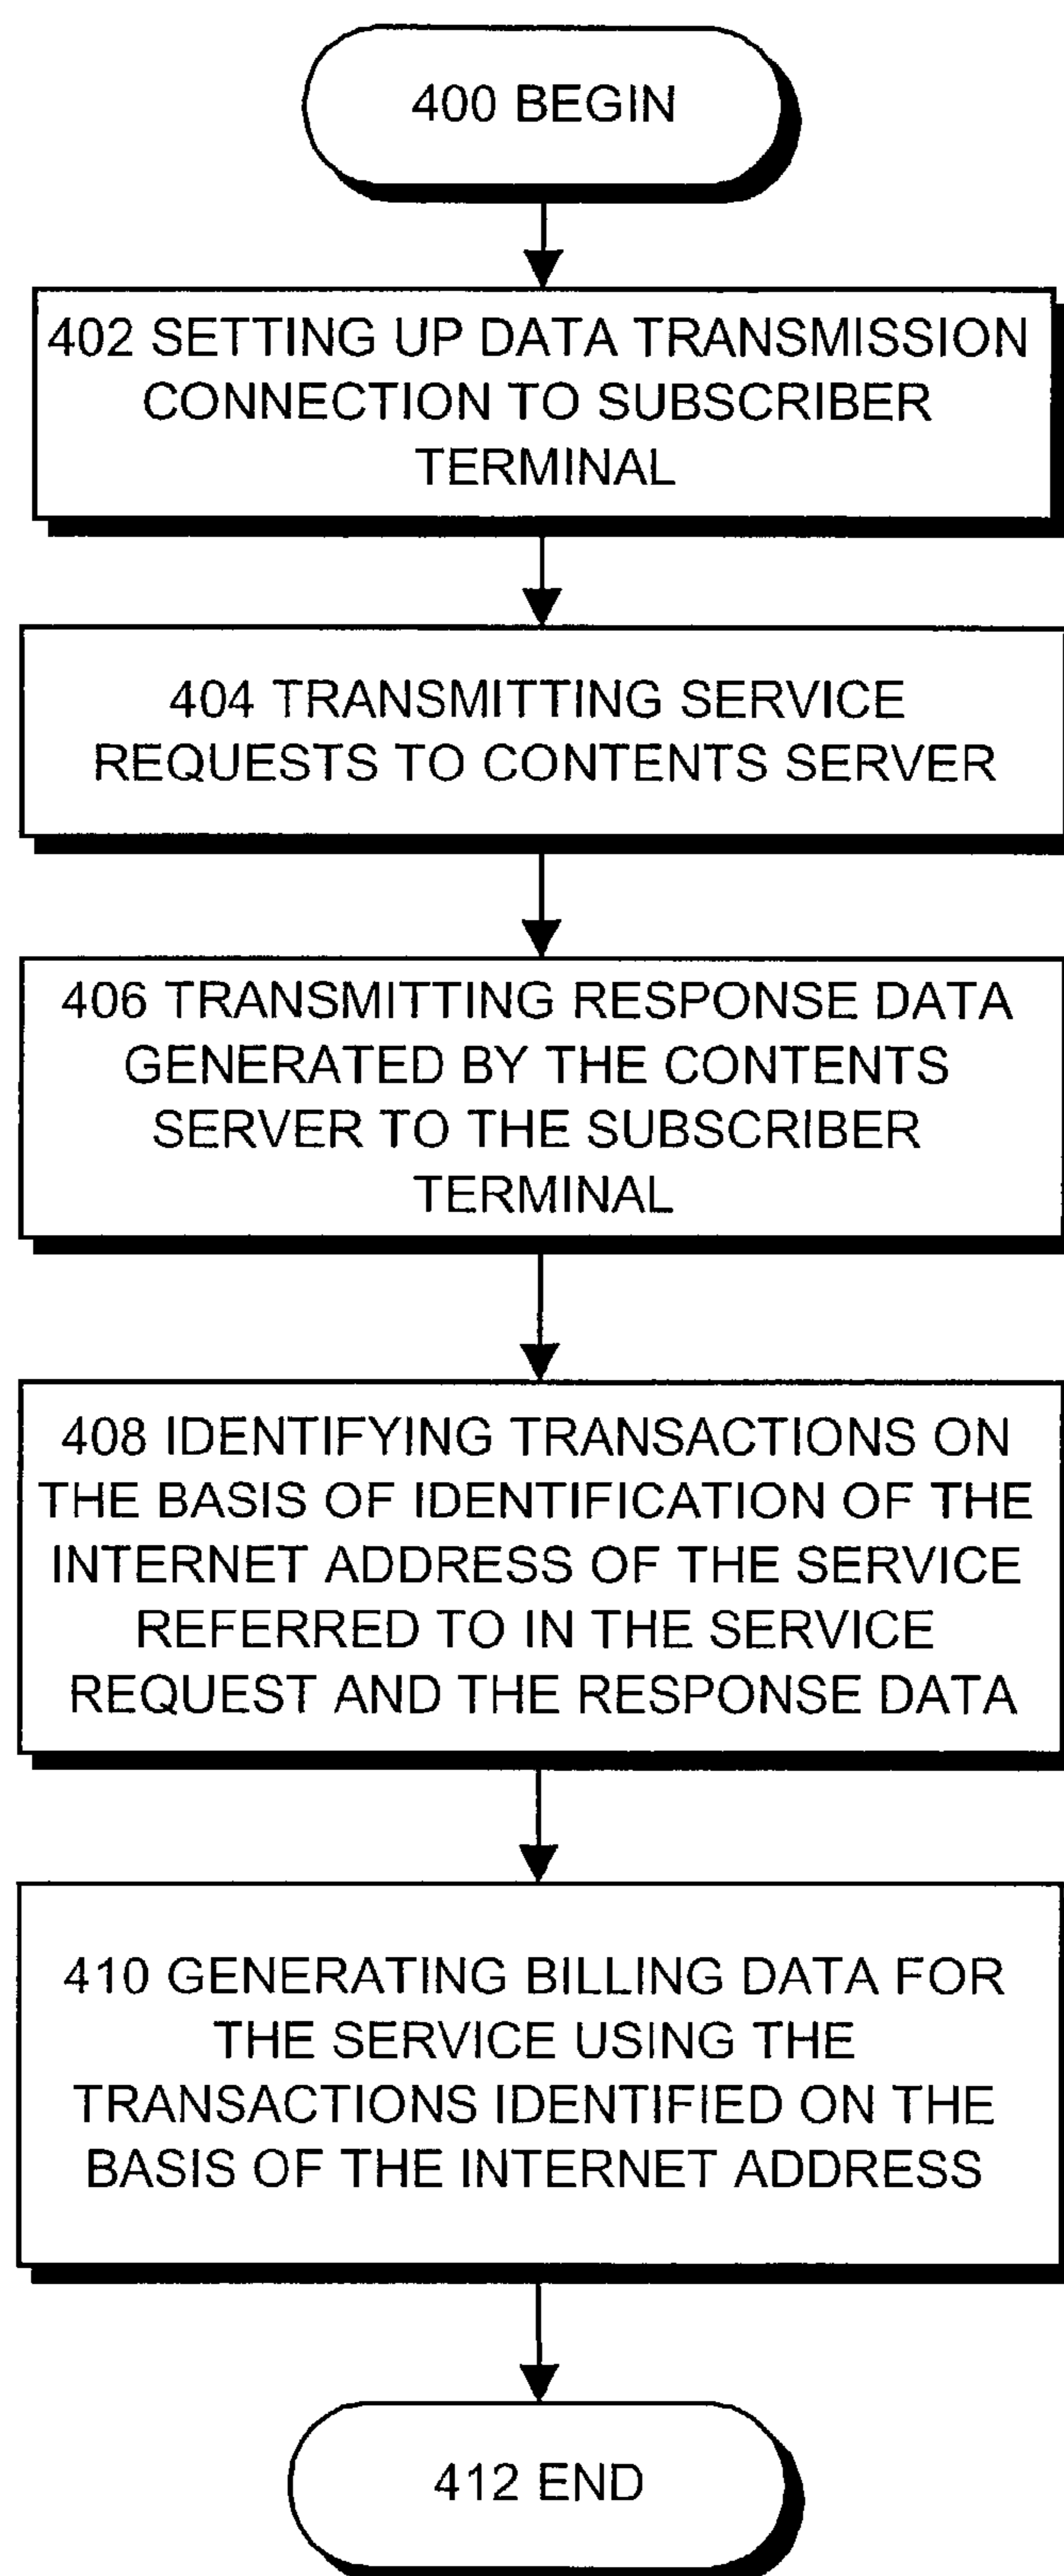 400 BEGIN
402 SETTING UP DATA TRANSMISSION
CONNECTION TO SUBSCRIBER
TERMINAL
404 TRANSMITTING SERVICE
REQUESTS TO CONTENTS SERVER
406 TRANSMITTING RESPONSE DATA
GENERATED BY THE CONTENTS
SERVER TO THE SUBSCRIBER
TERMINAL
408 IDENTIFYING TRANSACTIONS ON
THE BASIS OF IDENTIFICATION OF THE
INTERNET ADDRESS OF THE SERVICE
REFERRED TO IN THE SERVICE
REQUEST AND THE RESPONSE DATA
410 GENERATING BILLING DATA FOR
THE SERVICE USING THE
TRANSACTIONS IDENTIFIED ON THE
BASIS OF THE INTERNET ADDRESS
412 END